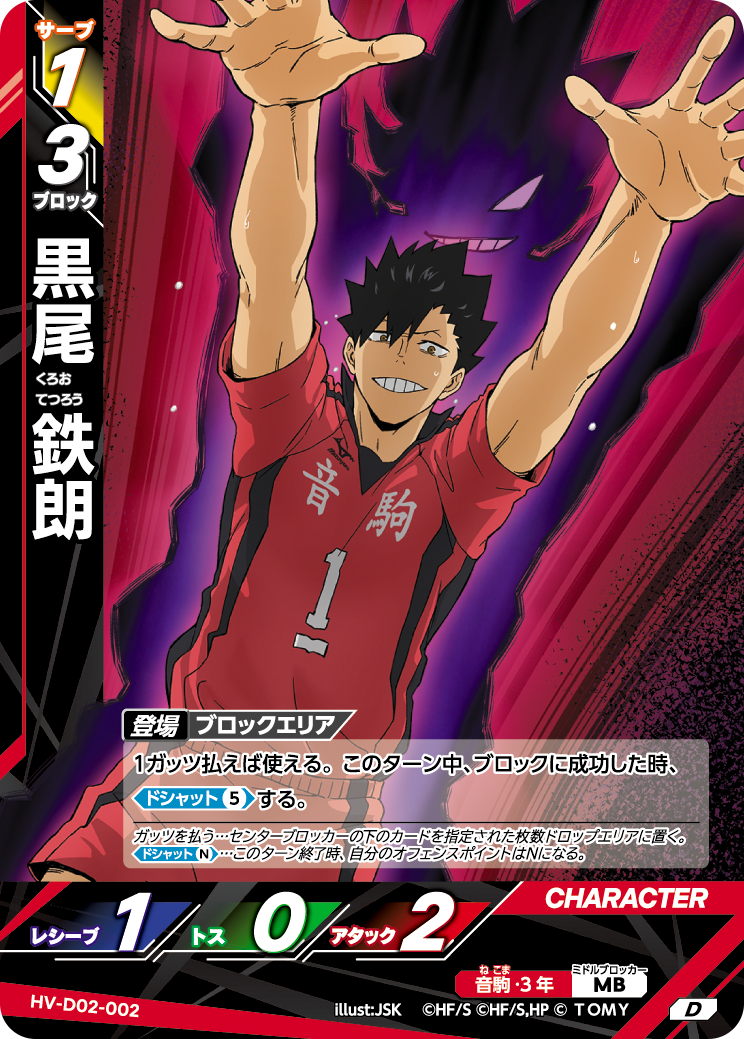 サーブ
1
3
ブロック
黒尾
くろお
てつろう
鉄朗
MIZUNO
音駒
1
登場 ブロックエリア
1ガッツ払えば使える。このターン中、ブロックに成功した時、
ドシャット 5 する。
ガッツを払う…センターブロッカーの下のカードを指定された枚数ドロップエリアに置く。
ドシャット N …このターン終了時、自分のオフェンスポイントはNになる。
CHARACTER
レシーブ 1 トス 0 アタック 2
ねこま ミドルブロッカー
音駒・3年 MB
HV-D02-002
illust:JSK ©HF/S ©HF/S,HP © TOMY
D